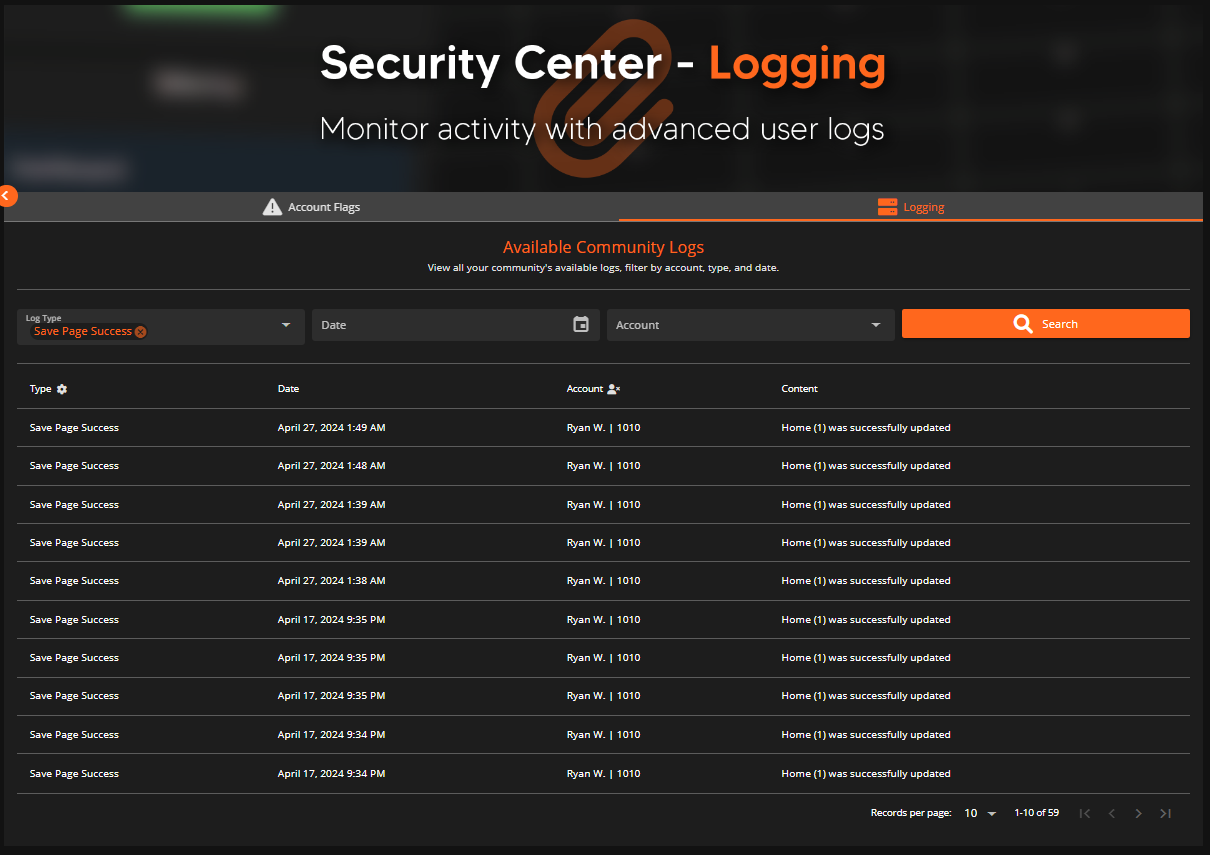 Security Center - Logging
Monitor activity with advanced user logs
Account Flags
Logging
Available Community Logs
View all your community's available logs, filter by account, type, and date.
Log Type
Save Page Success
Date
Account
Search
Type Date Account Content
Save Page Success April 27, 2024 1:49 AM Ryan W. | 1010 Home (1) was successfully updated
Save Page Success April 27, 2024 1:48 AM Ryan W. | 1010 Home (1) was successfully updated
Save Page Success April 27, 2024 1:39 AM Ryan W. | 1010 Home (1) was successfully updated
Save Page Success April 27, 2024 1:39 AM Ryan W. | 1010 Home (1) was successfully updated
Save Page Success April 27, 2024 1:38 AM Ryan W. | 1010 Home (1) was successfully updated
Save Page Success April 17, 2024 9:35 PM Ryan W. | 1010 Home (1) was successfully updated
Save Page Success April 17, 2024 9:35 PM Ryan W. | 1010 Home (1) was successfully updated
Save Page Success April 17, 2024 9:35 PM Ryan W. | 1010 Home (1) was successfully updated
Save Page Success April 17, 2024 9:34 PM Ryan W. | 1010 Home (1) was successfully updated
Save Page Success April 17, 2024 9:34 PM Ryan W. | 1010 Home (1) was successfully updated
Records per page: 10 1-10 of 59